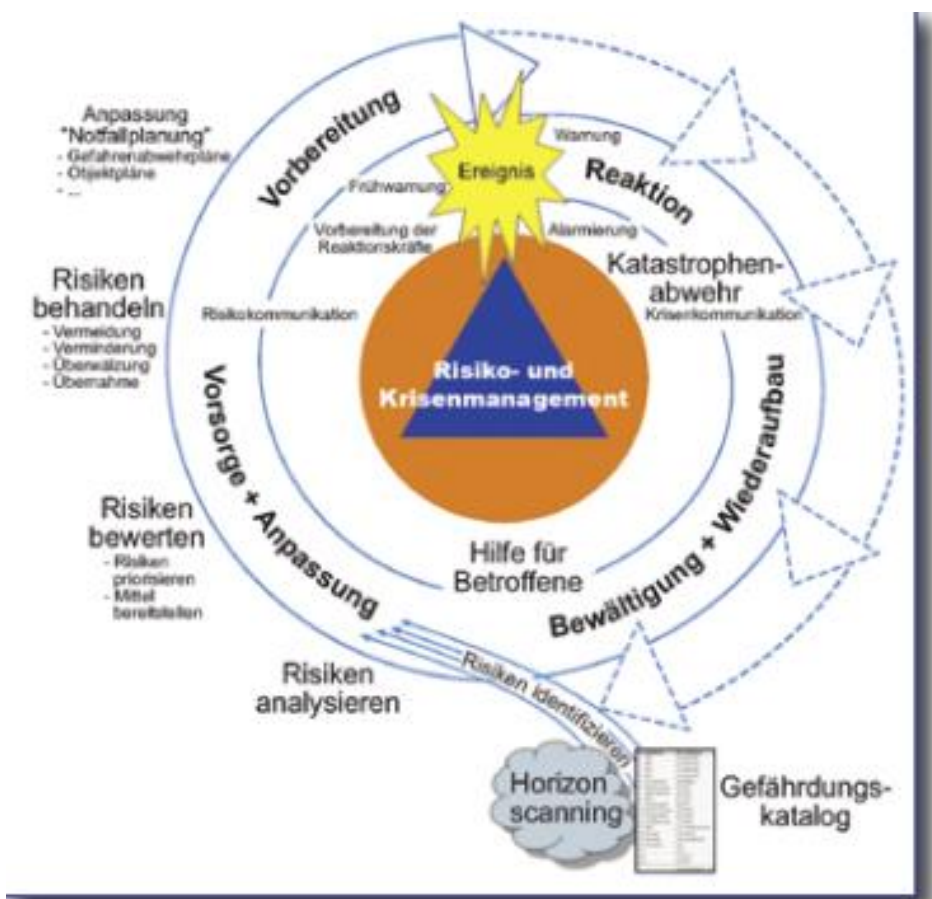 Anpassung
"Notfallplanung"
- Gefahrenabwehrpläne
- Objektpläne
- ...
Vorbereitung
Ereignis
Warnung
Reaktion
Frühwarnung
Vorbereitung der
Reaktionskräfte
Alarmierung
Katastrophen-
abwehr
Krisenkommunikation
Risiken
behandeln
- Vermeidung
- Verminderung
- Überwälzung
- Übernahme
Risikokommunikation
Risiko- und
Krisenmanagement
Vorsorge + Anpassung
Bewältigung + Wiederaufbau
Risiken
bewerten
- Risiken
priorisieren
- Mittel
bereitstellen
Hilfe für
Betroffene
Risiken
analysieren
Risiken identifizieren
Horizon
scanning
Gefährdungs-
katalog